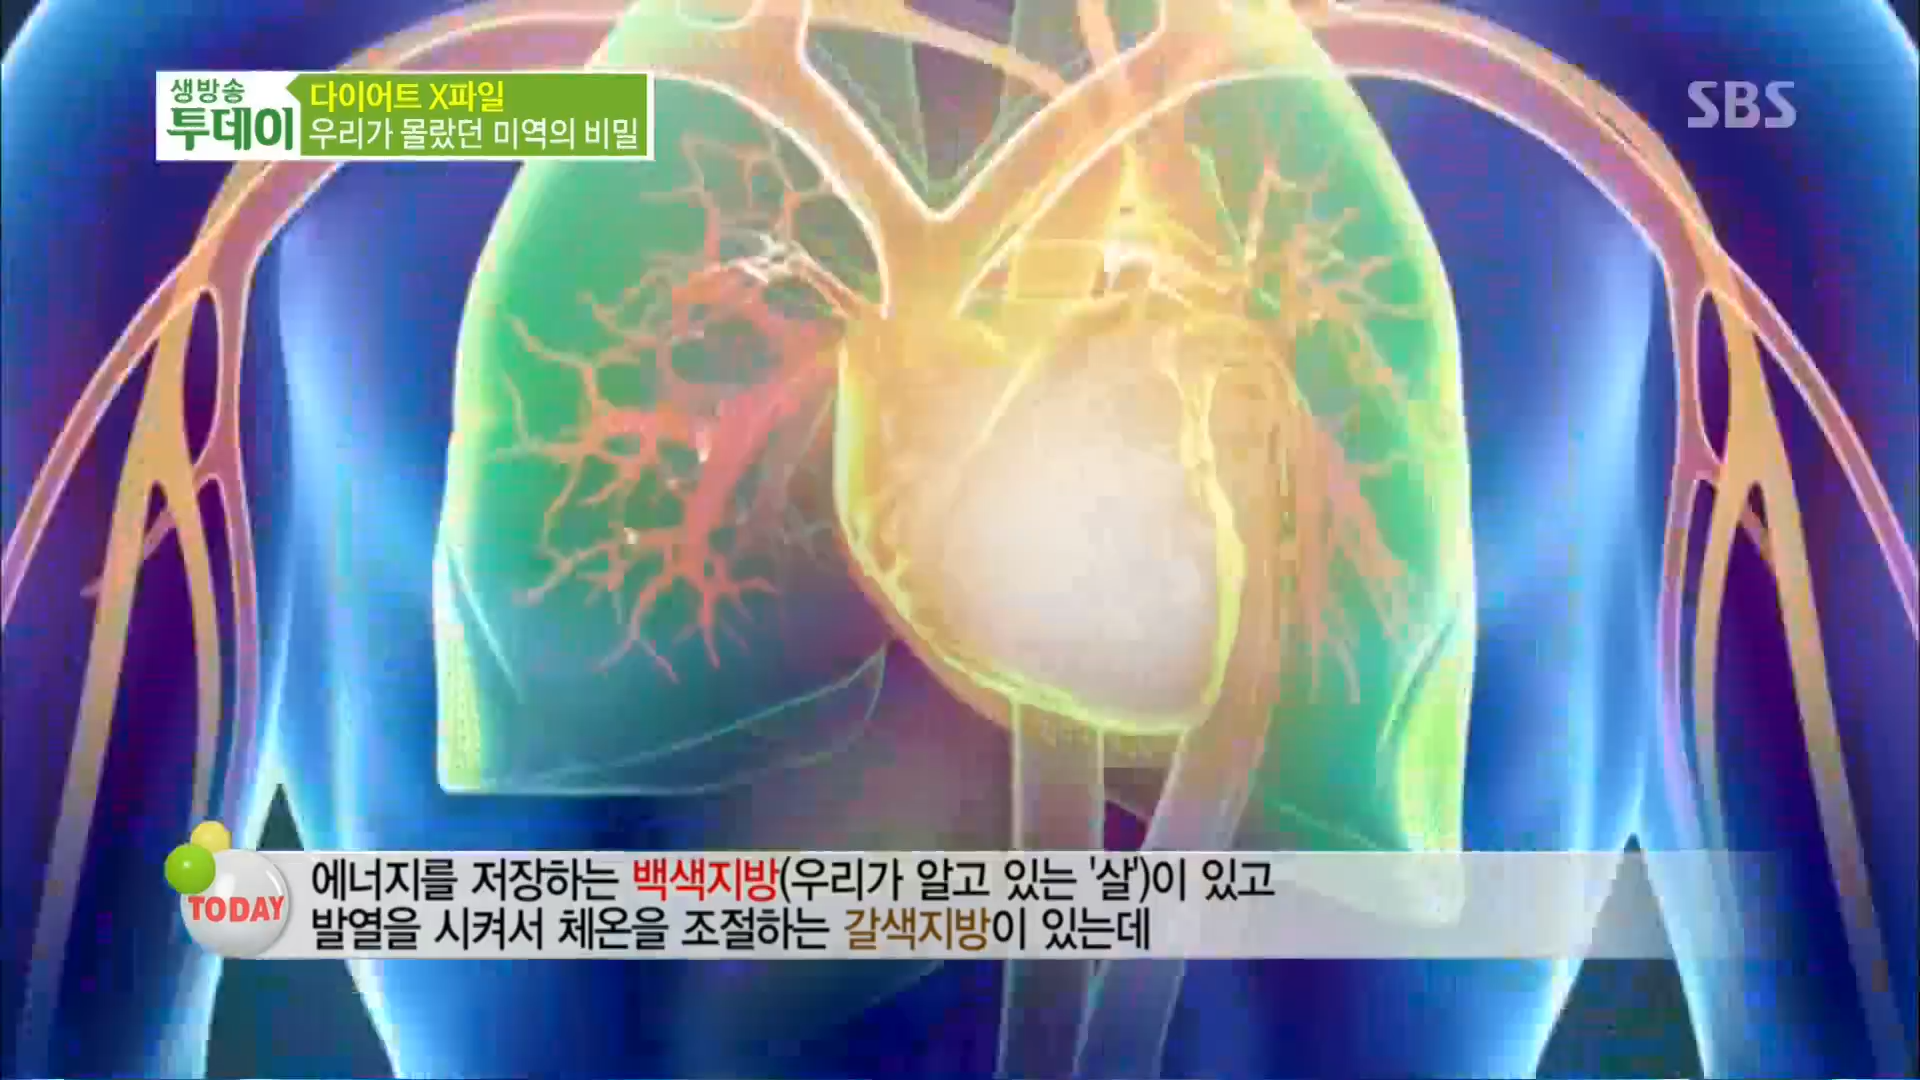 생방송
투데이
다이어트 X파일
우리가 몰랐던 미역의 비밀
SBS
TODAY
에너지를 저장하는 백색지방(우리가 알고 있는 '살')이 있고
발열을 시켜서 체온을 조절하는 갈색지방이 있는데